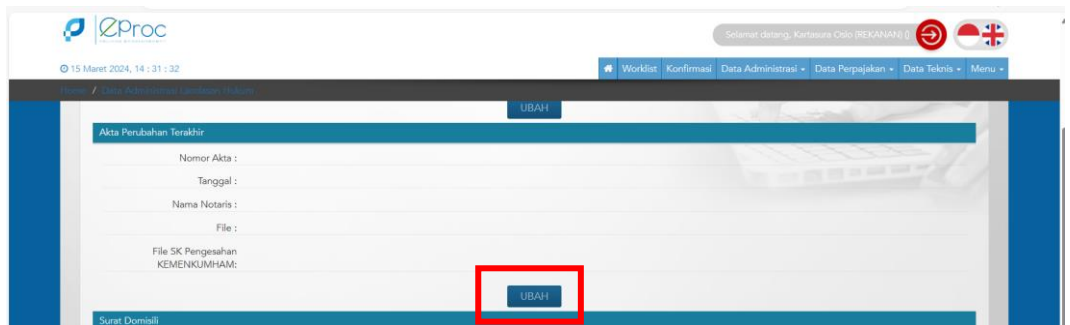 eProc
Selamat datang, Kartasura Oslo (REKANAN) ()
15 Maret 2024, 14 : 31 : 32
Worklist Konfirmasi Data Administrasi Data Perpajakan Data Teknis Menu
Home / Data Administrasi Landasan Hukum
UBAH
Akta Perubahan Terakhir
Nomor Akta :
Tanggal :
Nama Notaris :
File :
File SK Pengesahan
KEMENKUMHAM:
UBAH
Surat Domisili